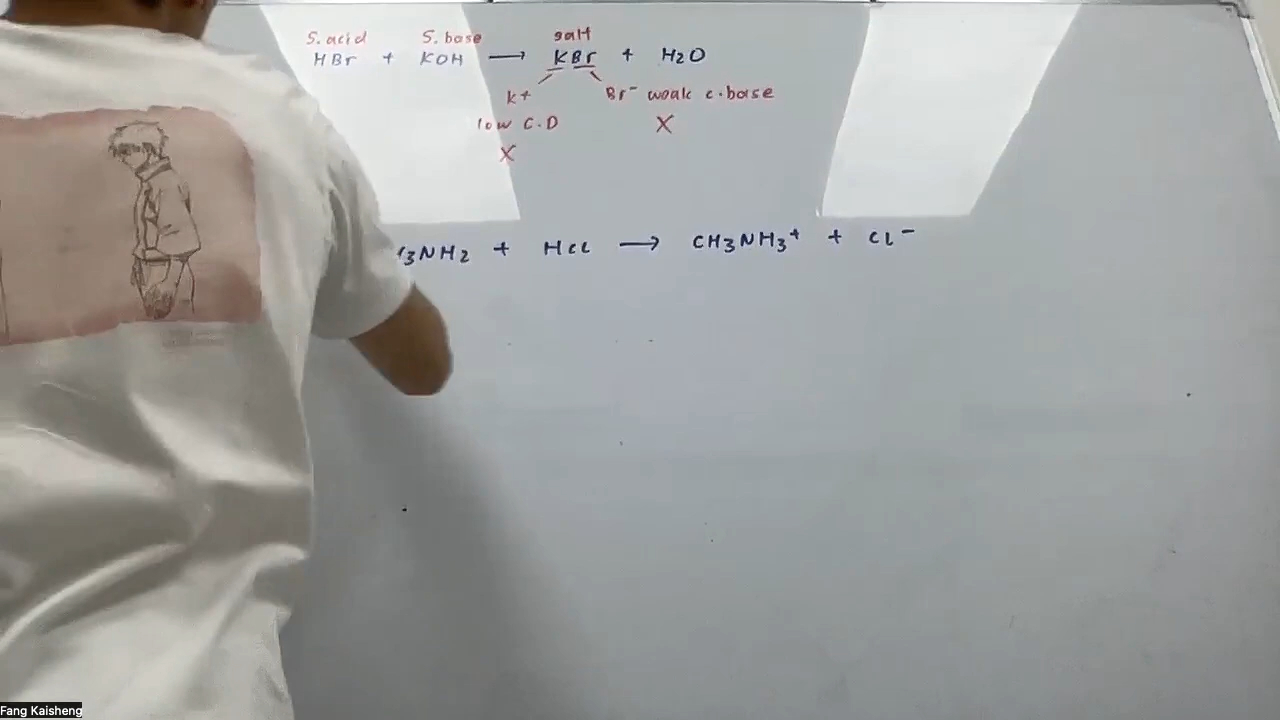 S. acid S. base salt
HBr + KOH → KBr + H2O
K+ Br⁻ weak c.base
low C.D X
X
3NH2 + HCl → CH3NH3⁺ + Cl⁻
Fang Kaisheng